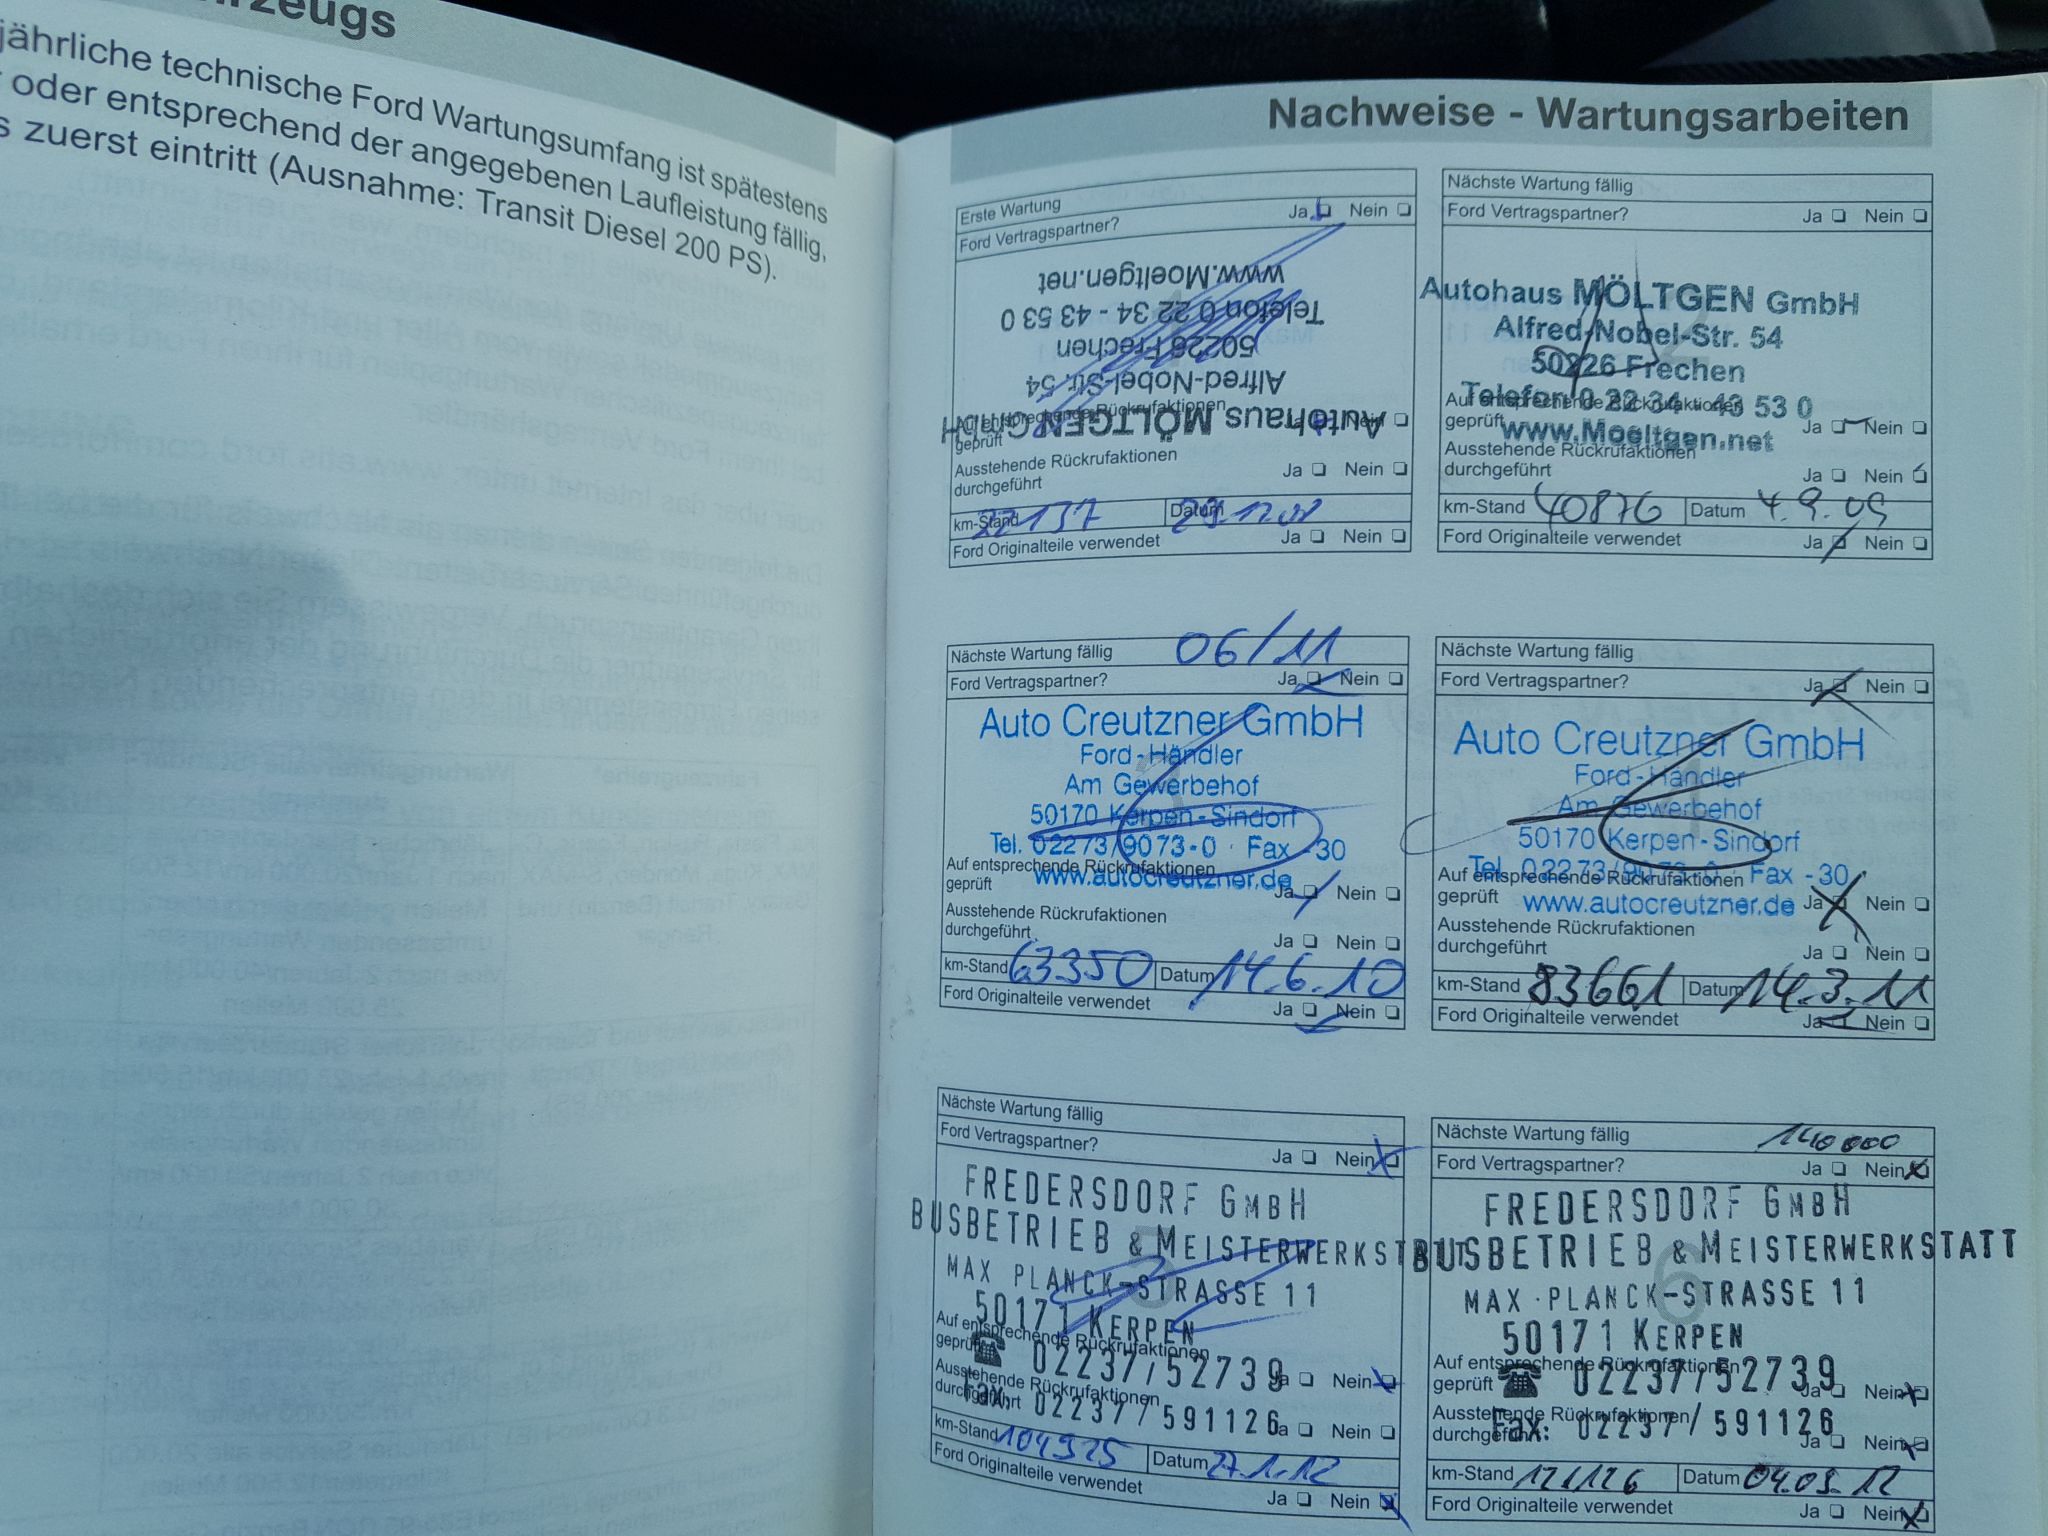 rzeugs
jährliche technische Ford Wartungsumfang ist spätestens
oder entsprechend der angegebenen Laufleistung fällig,
s zuerst eintritt (Ausnahme: Transit Diesel 200 PS).
Nachweise - Wartungsarbeiten
Erste Wartung
Ford Vertragspartner? Ja Nein
Autohaus MÖLTGEN GmbH
Alfred-Nobel-Str. 54
50226 Frechen
Telefon 0 22 34 - 43 53 0
www.Moeltgen.net
Auf entsprechende Rückrufaktionen
geprüft Ja Nein
Ausstehende Rückrufaktionen
durchgeführt Ja Nein
km-Stand 22137 Datum
Ford Originalteile verwendet Ja Nein
Nächste Wartung fällig
Ford Vertragspartner? Ja Nein
2
Autohaus MÖLTGEN GmbH
Alfred-Nobel-Str. 54
50226 Frechen
Telefon 0 22 34 - 43 53 0
www.Moeltgen.net
Auf entsprechende Rückrufaktionen
geprüft Ja Nein
Ausstehende Rückrufaktionen
durchgeführt Ja Nein
km-Stand 40876 Datum 4.9.09
Ford Originalteile verwendet Ja Nein
Nächste Wartung fällig 06/11
Ford Vertragspartner? Ja Nein
Auto Creutzner GmbH
Ford-Händler
Am Gewerbehof
50170 Kerpen-Sindorf
Tel. 02273/9073-0 · Fax -30
www.autocreutzner.de
Auf entsprechende Rückrufaktionen
geprüft Ja Nein
Ausstehende Rückrufaktionen
durchgeführt Ja Nein
km-Stand 63350 Datum 14.6.10
Ford Originalteile verwendet Ja Nein
Nächste Wartung fällig
Ford Vertragspartner? Ja Nein
4
Auto Creutzner GmbH
Ford-Händler
Am Gewerbehof
50170 Kerpen-Sindorf
Tel. 02273/9073-0 · Fax -30
www.autocreutzner.de
Auf entsprechende Rückrufaktionen
geprüft Ja Nein
Ausstehende Rückrufaktionen
durchgeführt Ja Nein
km-Stand 83661 Datum 14.3.11
Ford Originalteile verwendet Ja Nein
Nächste Wartung fällig
Ford Vertragspartner? Ja Nein
5
FREDERSDORF GMBH
BUSBETRIEB & MEISTERWERKSTATT
MAX PLANCK-STRASSE 11
50171 KERPEN
☎ 02237/52739
Fax: 02237/591126
Auf entsprechende Rückrufaktionen
geprüft Ja Nein
Ausstehende Rückrufaktionen
durchgeführt Ja Nein
km-Stand 104925 Datum 27.1.12
Ford Originalteile verwendet Ja Nein
Nächste Wartung fällig 140000
Ford Vertragspartner? Ja Nein
6
FREDERSDORF GMBH
BUSBETRIEB & MEISTERWERKSTATT
MAX-PLANCK-STRASSE 11
50171 KERPEN
☎ 02237/52739
Fax: 02237/591126
Auf entsprechende Rückrufaktionen
geprüft Ja Nein
Ausstehende Rückrufaktionen
durchgeführt Ja Nein
km-Stand 121126 Datum 04.09.12
Ford Originalteile verwendet Ja Nein